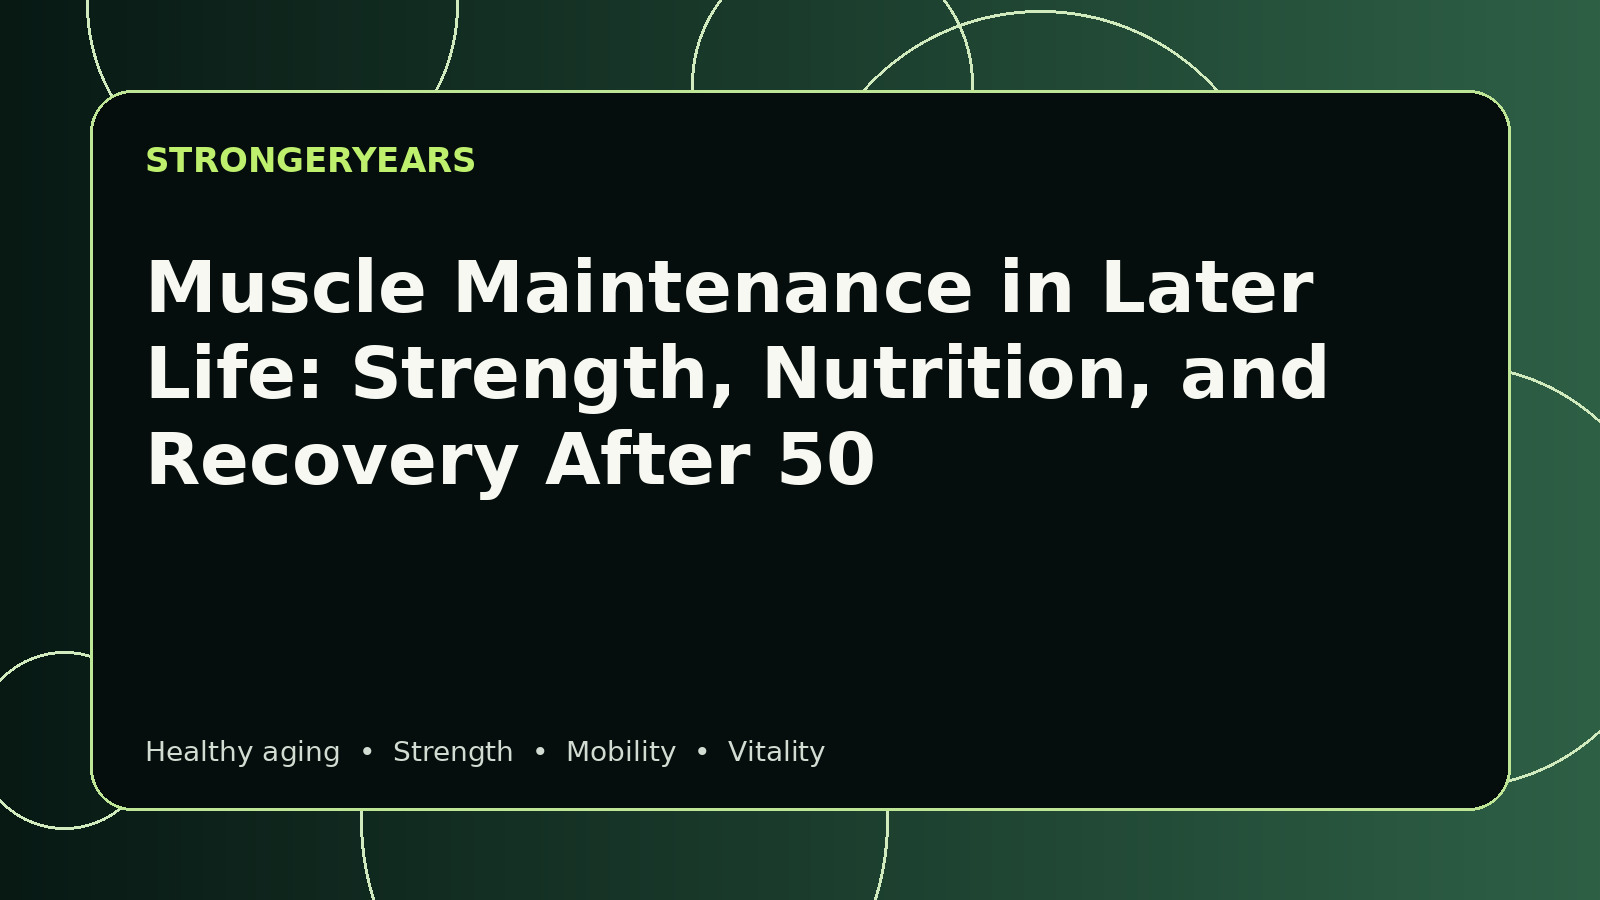 STRONGERYEARS
Muscle Maintenance in Later
Life: Strength, Nutrition, and
Recovery After 50
Healthy aging • Strength • Mobility • Vitality